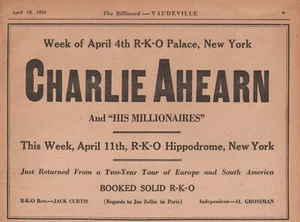 April 18, 1931 The Billboard — VAUDEVILLE 9
Week of April 4th R-K-O Palace, New York
CHARLIE AHEARN
And "HIS MILLIONAIRES"
This Week, April 11th, R-K-O Hippodrome, New York
Just Returned From a Two-Year Tour of Europe and South America
BOOKED SOLID R-K-O
R-K-O Rep.—JACK CURTIS (Regards to Joe Zellie in Paris) Independent—AL GROSSMAN